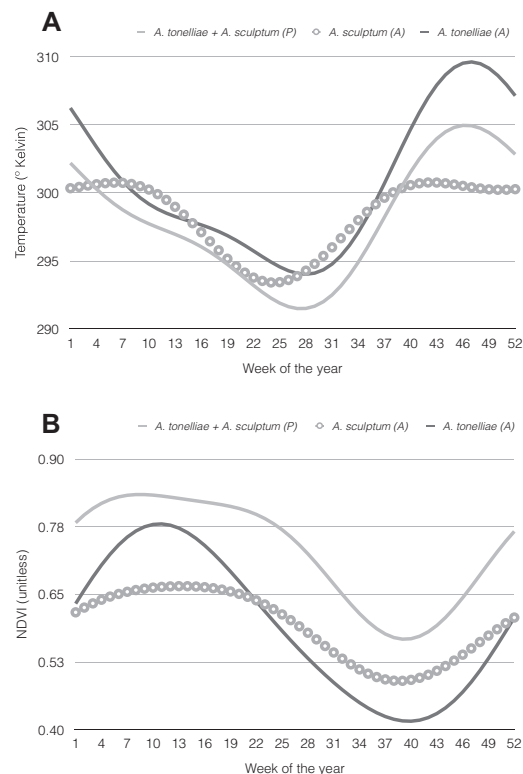 A
A. tonelliae + A. sculptum (P) A. sculptum (A) A. tonelliae (A)
310
305
300
295
290
Temperature (° Kelvin)
1 4 7 10 13 16 19 22 25 28 31 34 37 40 43 46 49 52
Week of the year
B
A. tonelliae + A. sculptum (P) A. sculptum (A) A. tonelliae (A)
0.90
0.78
0.65
0.53
0.40
NDVI (unitless)
1 4 7 10 13 16 19 22 25 28 31 34 37 40 43 46 49 52
Week of the year